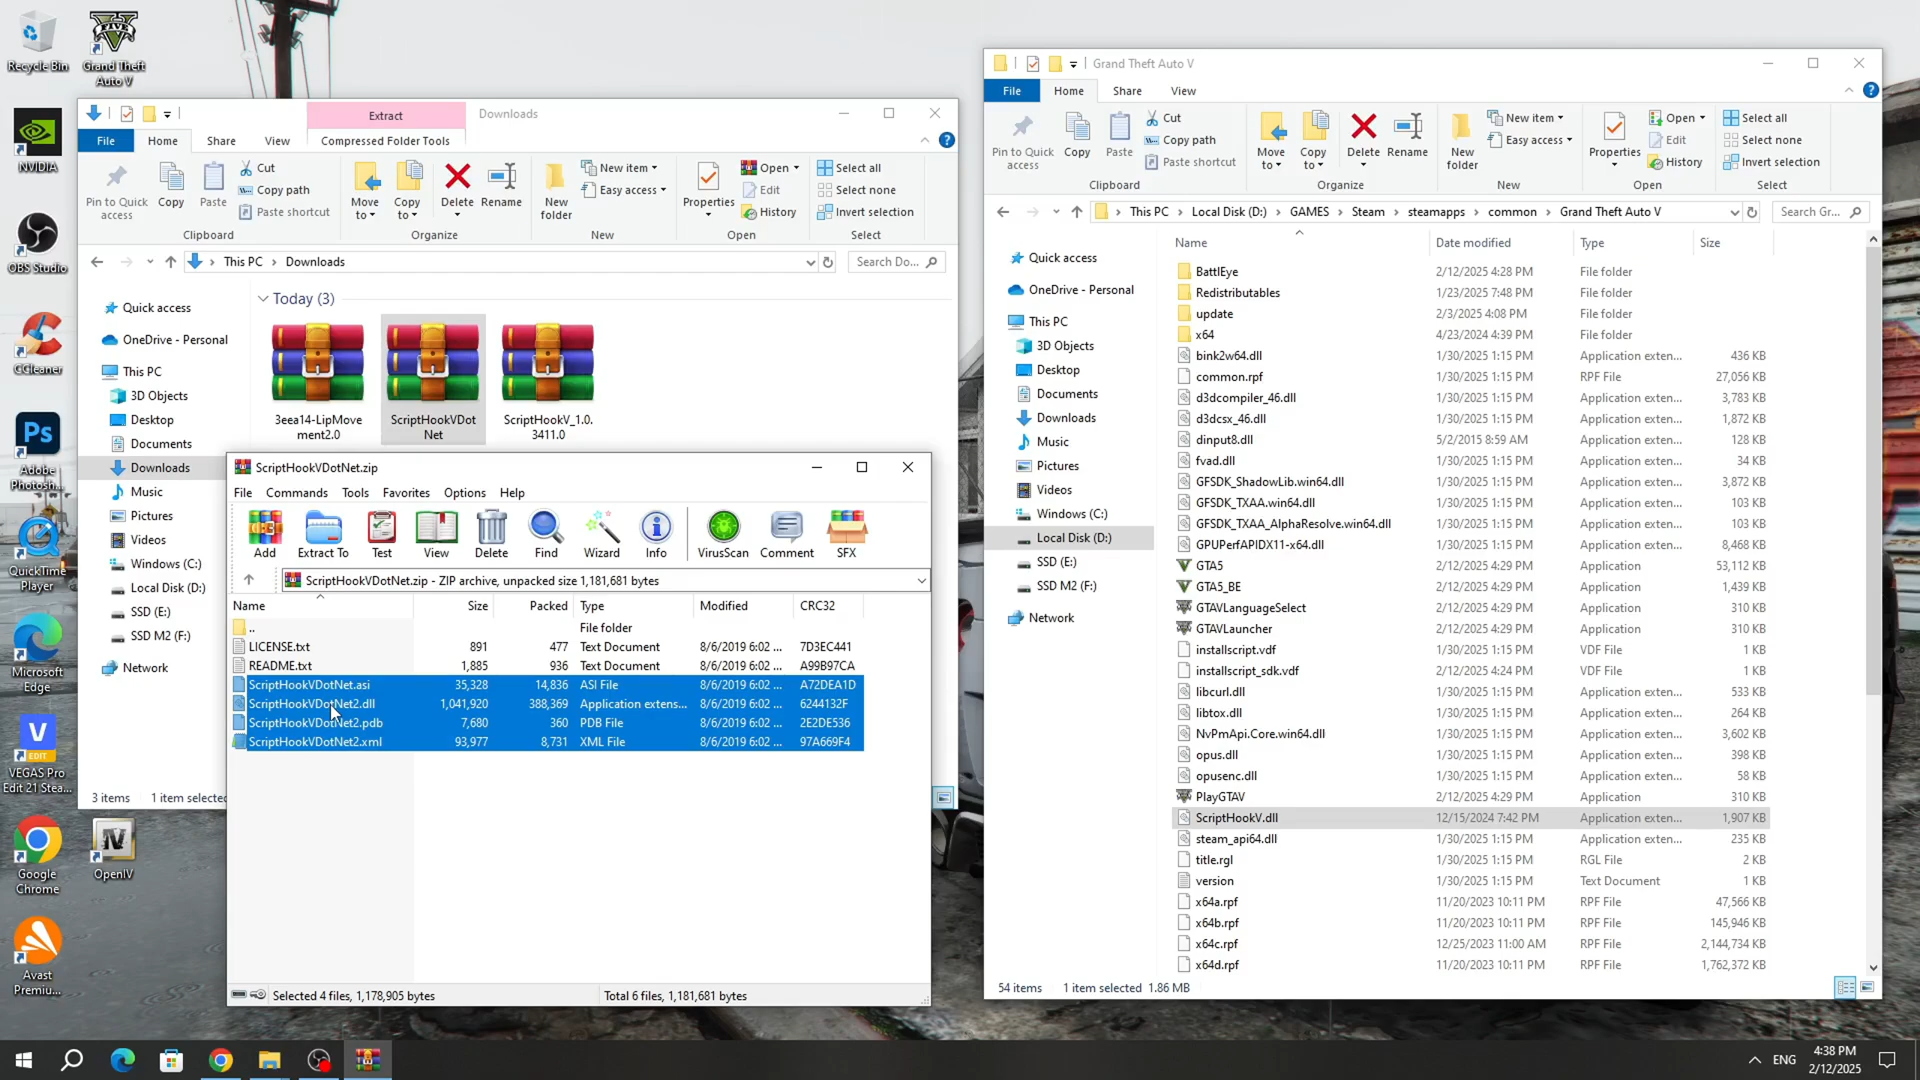 Recycle Bin
Grand Theft
Auto V
NVIDIA
OBS Studio
CCleaner
Ps
Adobe
Photosh...
QuickTime
Player
Microsoft
Edge
V
EDIT
VEGAS Pro
Edit 21 Stea...
Google
Chrome
OpenIV
Avast
Premiu...
Extract
Downloads
File
Home
Share
View
Compressed Folder Tools
Pin to Quick
access
Copy
Paste
Cut
Copy path
Paste shortcut
Clipboard
Move
to
Copy
to
Delete
Rename
Organize
New
folder
New item
Easy access
New
Properties
Open
Edit
History
Open
Select all
Select none
Invert selection
Select
This PC
Downloads
Search Do...
Quick access
OneDrive - Personal
This PC
3D Objects
Desktop
Documents
Downloads
Music
Pictures
Videos
Windows (C:)
Local Disk (D:)
SSD (E:)
SSD M2 (F:)
Network
Today (3)
3eea14-LipMove
ment2.0
ScriptHookVDot
Net
ScriptHookV_1.0.
3411.0
3 items
1 item selected
ScriptHookVDotNet.zip
File
Commands
Tools
Favorites
Options
Help
Add
Extract To
Test
View
Delete
Find
Wizard
Info
VirusScan
Comment
SFX
ScriptHookVDotNet.zip - ZIP archive, unpacked size 1,181,681 bytes
Name Size Packed Type Modified CRC32
.. File folder
LICENSE.txt 891 477 Text Document 8/6/2019 6:02 ... 7D3EC441
README.txt 1,885 936 Text Document 8/6/2019 6:02 ... A99B97CA
ScriptHookVDotNet.asi 35,328 14,836 ASI File 8/6/2019 6:02 ... A72DEA1D
ScriptHookVDotNet2.dll 1,041,920 388,369 Application extens... 8/6/2019 6:02 ... 6244132F
ScriptHookVDotNet2.pdb 7,680 360 PDB File 8/6/2019 6:02 ... 2E2DE536
ScriptHookVDotNet2.xml 93,977 8,731 XML File 8/6/2019 6:02 ... 97A669F4
Selected 4 files, 1,178,905 bytes
Total 6 files, 1,181,681 bytes
Grand Theft Auto V
File
Home
Share
View
Pin to Quick
access
Copy
Paste
Cut
Copy path
Paste shortcut
Clipboard
Move
to
Copy
to
Delete
Rename
Organize
New
folder
New item
Easy access
New
Properties
Open
Edit
History
Open
Select all
Select none
Invert selection
Select
This PC
Local Disk (D:)
GAMES
Steam
steamapps
common
Grand Theft Auto V
Search Gr...
Quick access
OneDrive - Personal
This PC
3D Objects
Desktop
Documents
Downloads
Music
Pictures
Videos
Windows (C:)
Local Disk (D:)
SSD (E:)
SSD M2 (F:)
Network
Name Date modified Type Size
BattlEye 2/12/2025 4:28 PM File folder
Redistributables 1/23/2025 7:48 PM File folder
update 2/3/2025 4:08 PM File folder
x64 4/23/2024 4:39 PM File folder
bink2w64.dll 1/30/2025 1:15 PM Application exten... 436 KB
common.rpf 1/30/2025 1:15 PM RPF File 27,056 KB
d3dcompiler_46.dll 1/30/2025 1:15 PM Application exten... 3,783 KB
d3dcsx_46.dll 1/30/2025 1:15 PM Application exten... 1,872 KB
dinput8.dll 5/2/2015 8:59 AM Application exten... 128 KB
fvad.dll 1/30/2025 1:15 PM Application exten... 34 KB
GFSDK_ShadowLib.win64.dll 1/30/2025 1:15 PM Application exten... 3,872 KB
GFSDK_TXAA.win64.dll 1/30/2025 1:15 PM Application exten... 103 KB
GFSDK_TXAA_AlphaResolve.win64.dll 1/30/2025 1:15 PM Application exten... 103 KB
GPUPerfAPIDX11-x64.dll 1/30/2025 1:15 PM Application exten... 8,468 KB
GTA5 2/12/2025 4:29 PM Application 53,112 KB
GTA5_BE 2/12/2025 4:29 PM Application 1,439 KB
GTAVLanguageSelect 2/12/2025 4:29 PM Application 310 KB
GTAVLauncher 2/12/2025 4:29 PM Application 310 KB
installscript.vdf 1/30/2025 1:15 PM VDF File 1 KB
installscript_sdk.vdf 2/12/2025 4:24 PM VDF File 1 KB
libcurl.dll 1/30/2025 1:15 PM Application exten... 533 KB
libtox.dll 1/30/2025 1:15 PM Application exten... 264 KB
NvPmApi.Core.win64.dll 1/30/2025 1:15 PM Application exten... 3,602 KB
opus.dll 1/30/2025 1:15 PM Application exten... 398 KB
opusenc.dll 1/30/2025 1:15 PM Application exten... 58 KB
PlayGTAV 2/12/2025 4:29 PM Application 310 KB
ScriptHookV.dll 12/15/2024 7:42 PM Application exten... 1,907 KB
steam_api64.dll 1/30/2025 1:15 PM Application exten... 235 KB
title.rgl 1/30/2025 1:15 PM RGL File 2 KB
version 1/30/2025 1:15 PM Text Document 1 KB
x64a.rpf 11/20/2023 10:11 PM RPF File 47,566 KB
x64b.rpf 11/20/2023 10:11 PM RPF File 145,946 KB
x64c.rpf 12/25/2023 11:00 AM RPF File 2,144,734 KB
x64d.rpf 11/20/2023 10:11 PM RPF File 1,762,372 KB
54 items
1 item selected 1.86 MB
ENG
4:38 PM
2/12/2025